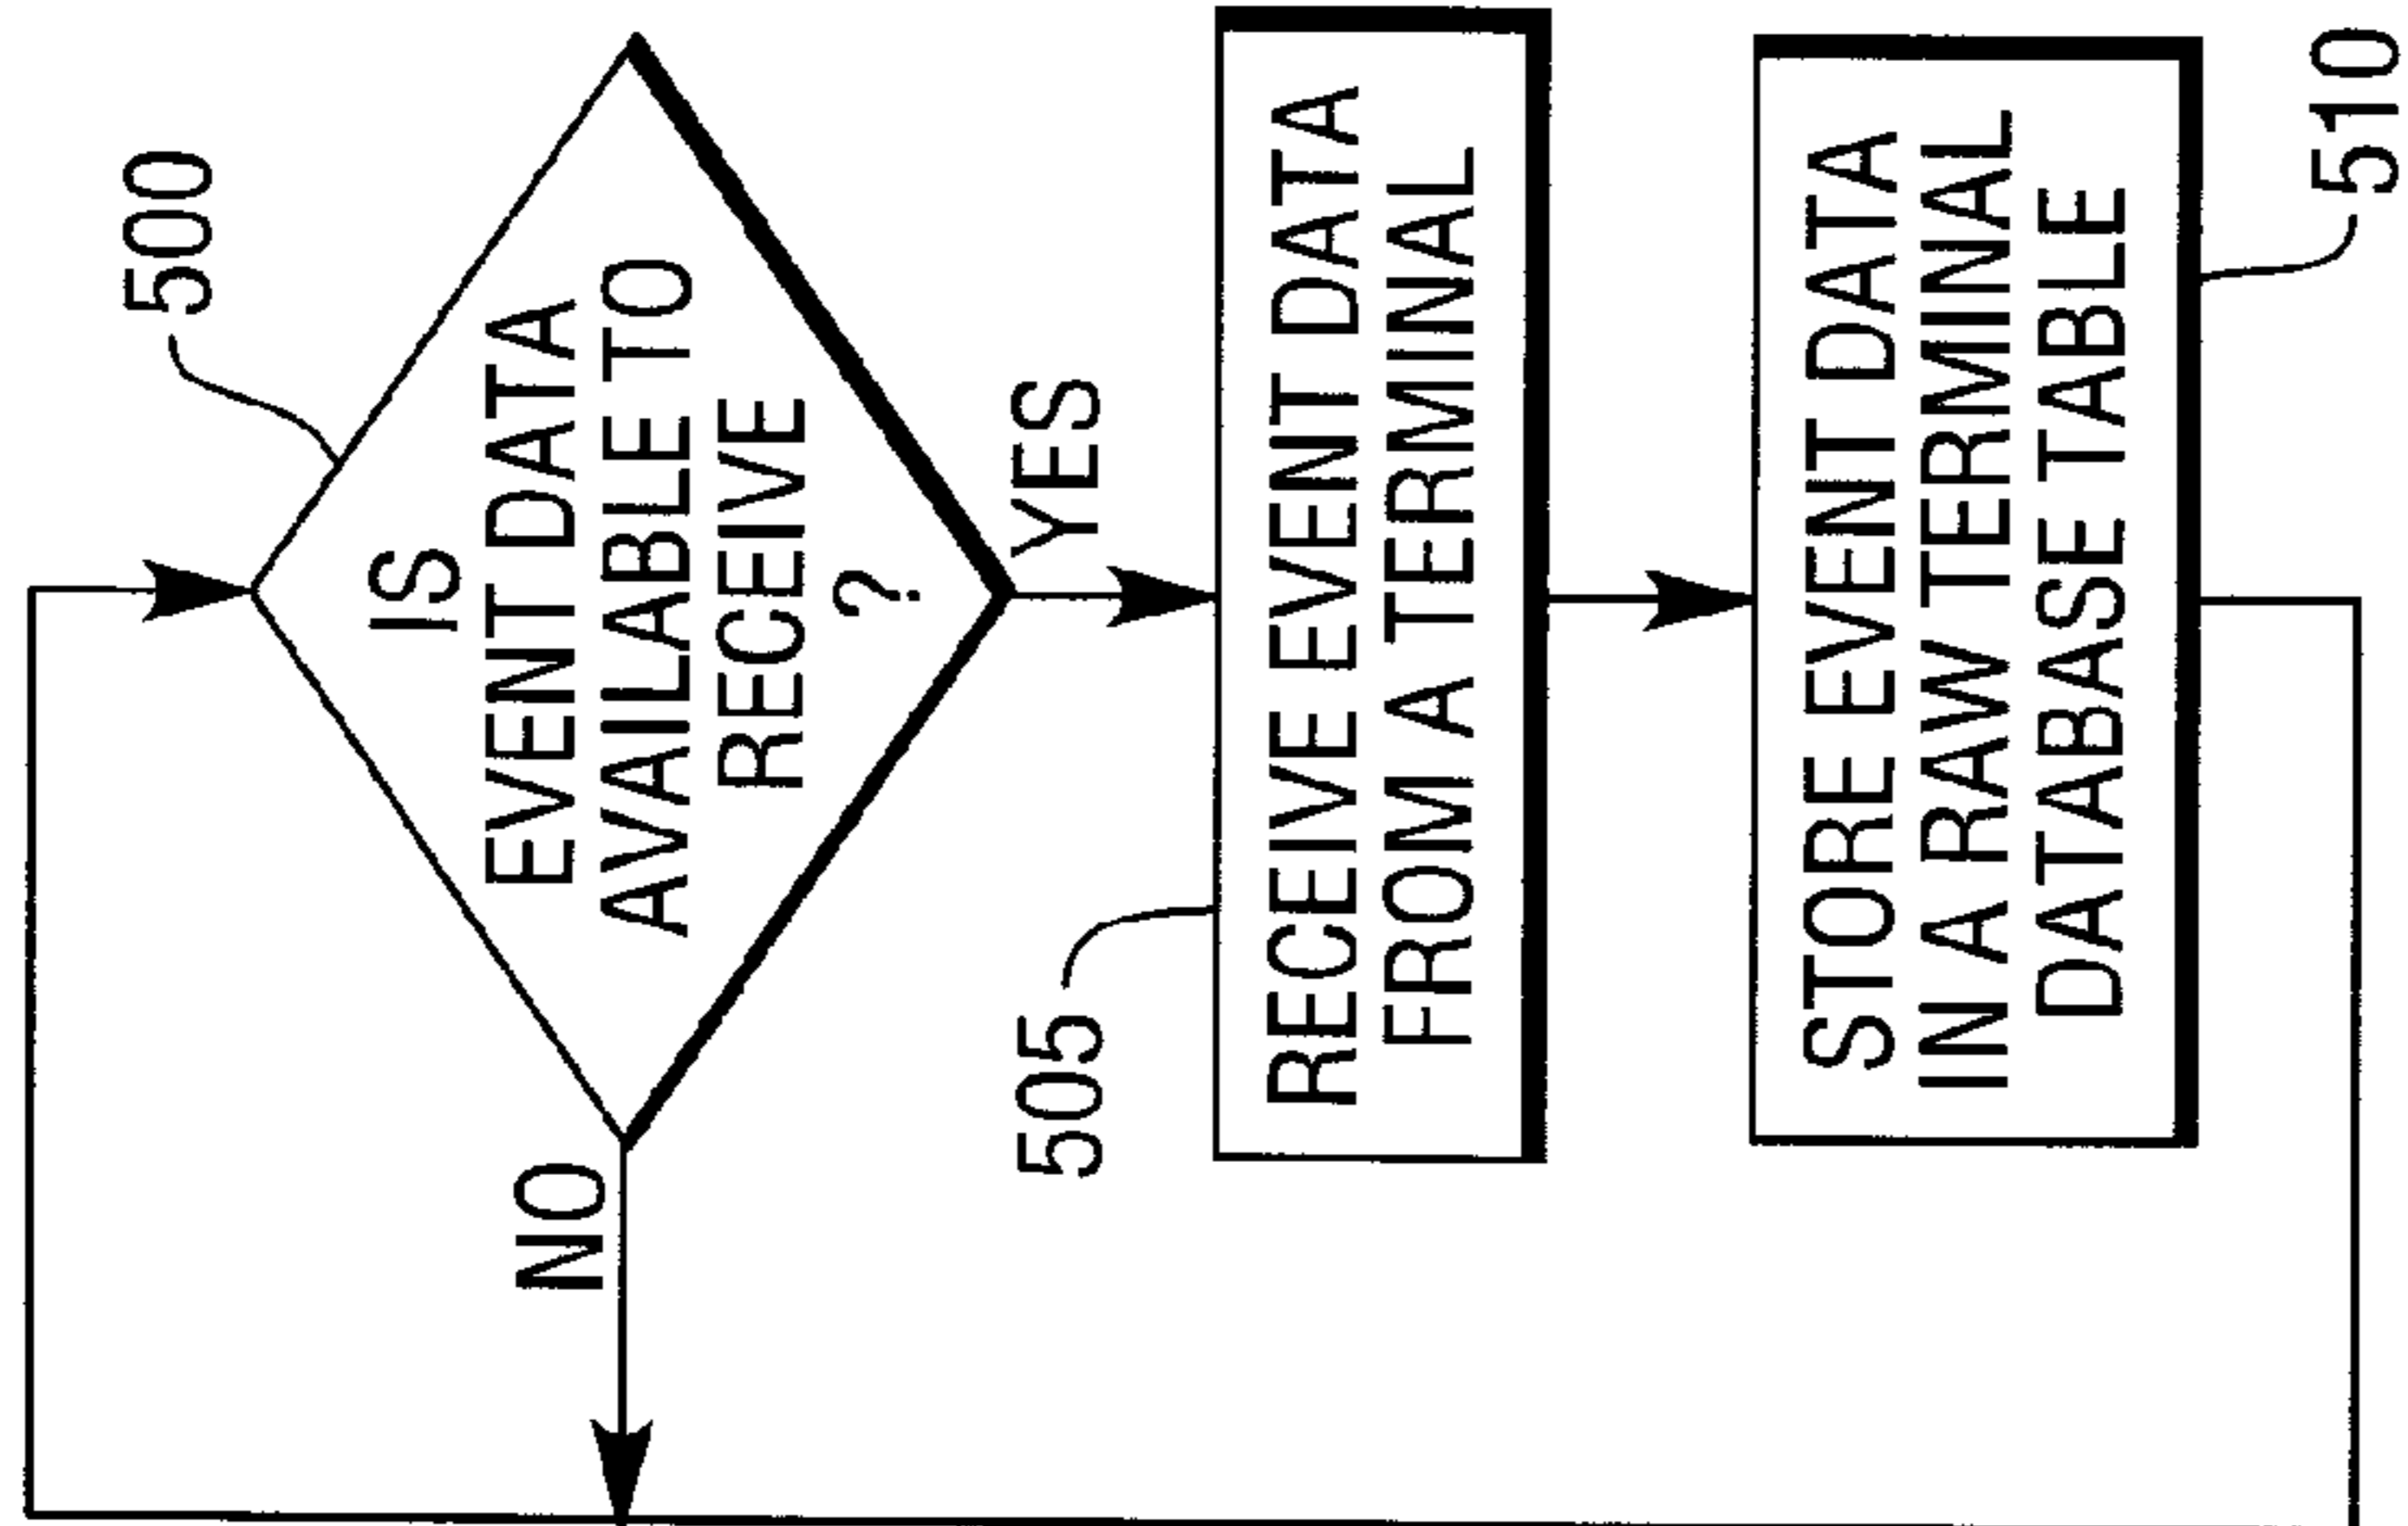 500
IS
EVENT DATA
AVAILABLE TO
RECEIVE
?
NO
YES
505
RECEIVE EVENT DATA
FROM A TERMINAL
STORE EVENT DATA
IN A RAW TERMINAL
DATABASE TABLE
510